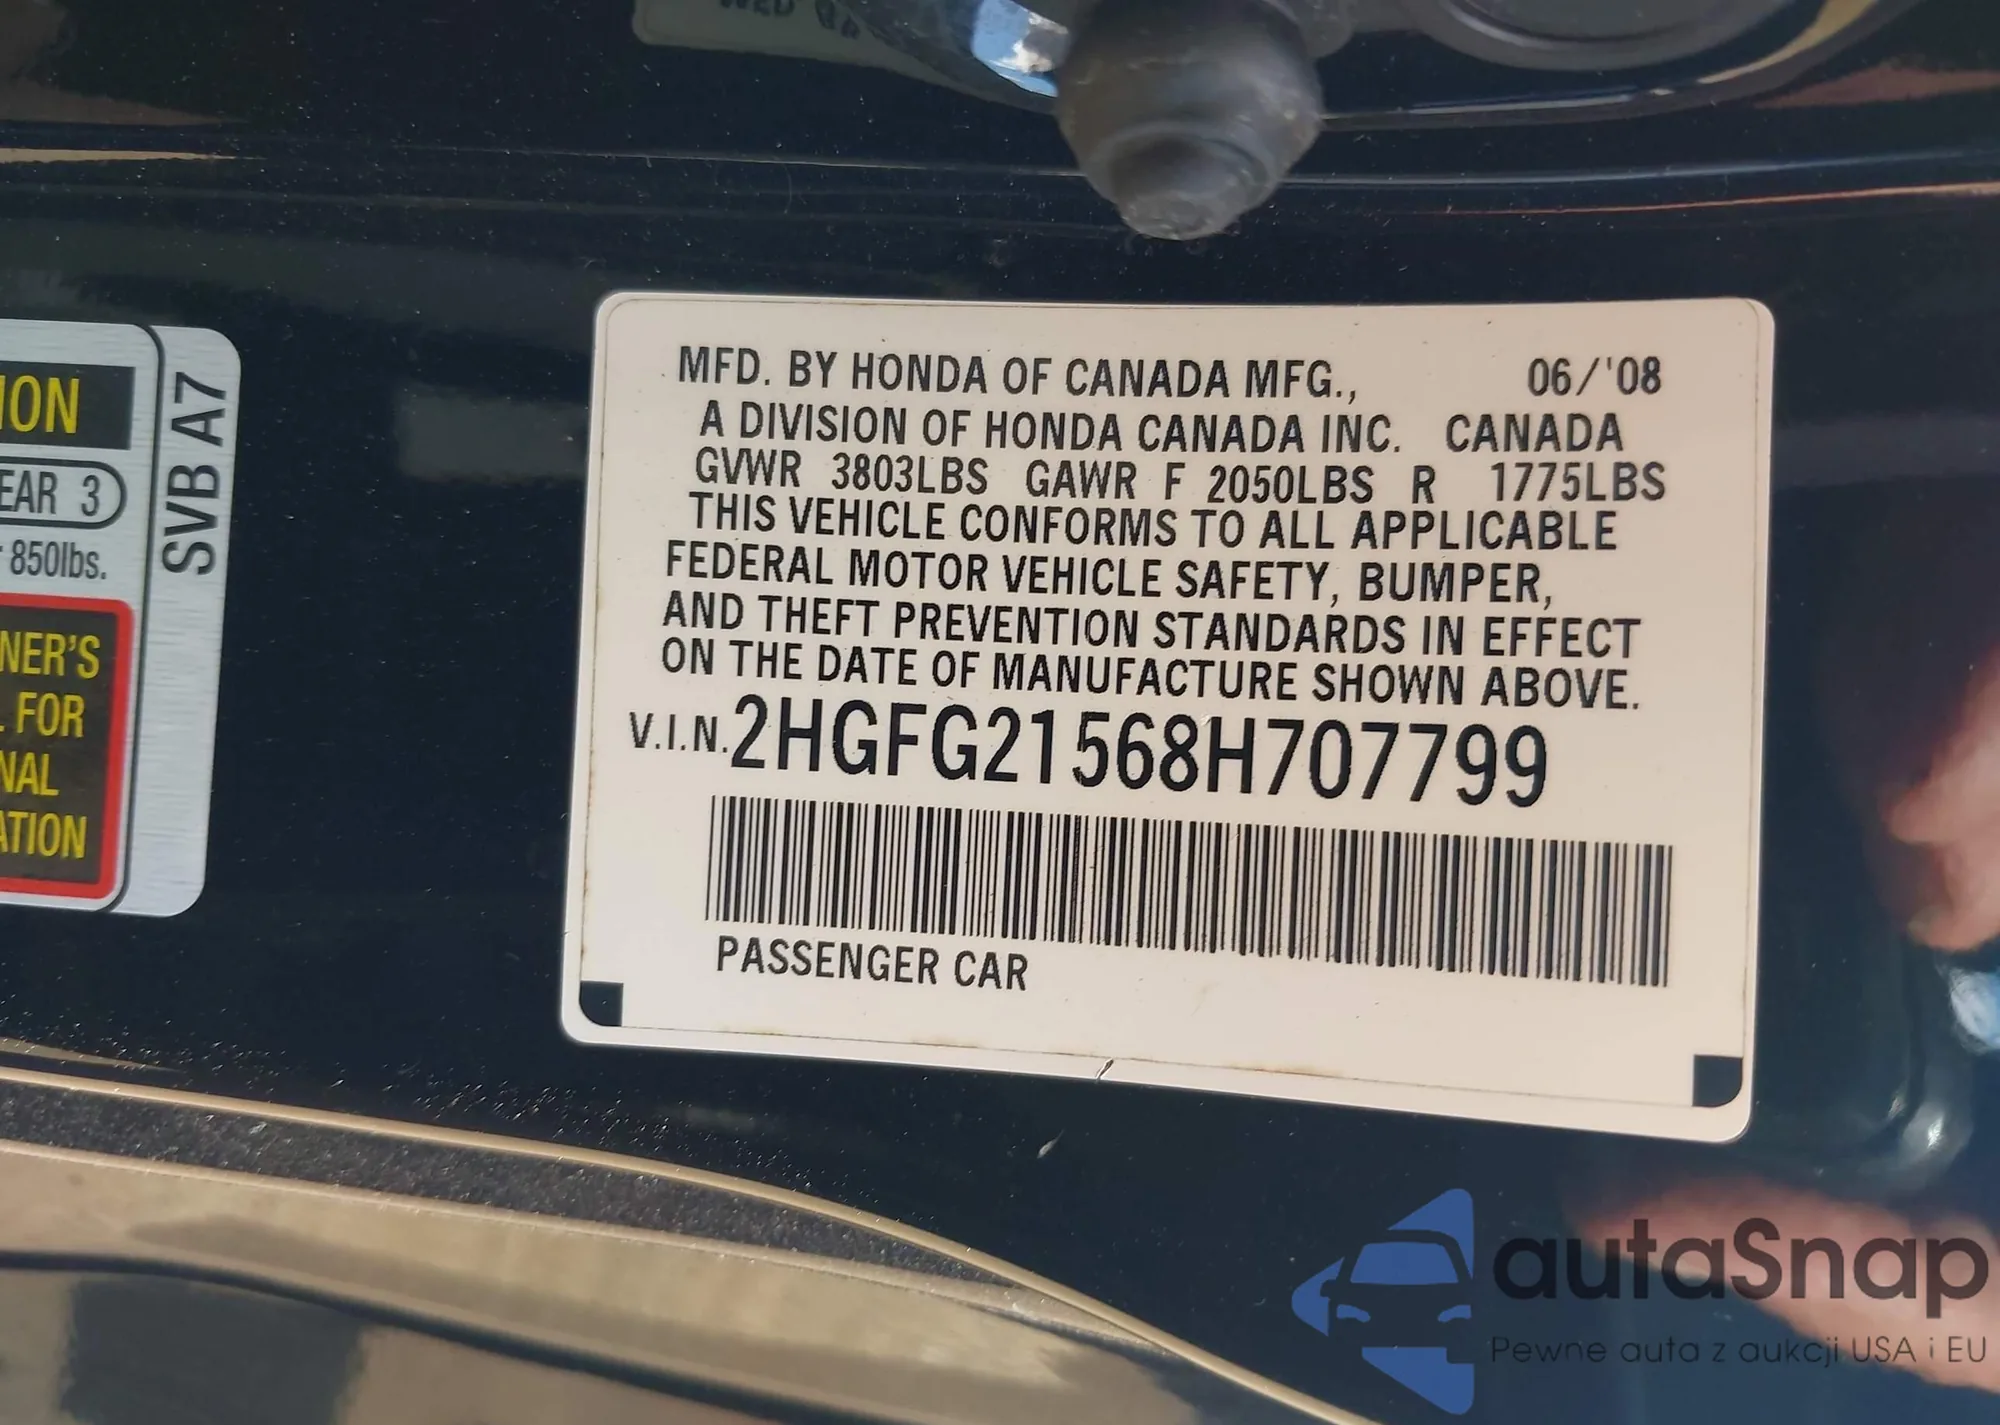 MFD. BY HONDA OF CANADA MFG., 06/'08
A DIVISION OF HONDA CANADA INC. CANADA
GVWR 3803LBS GAWR F 2050LBS R 1775LBS
THIS VEHICLE CONFORMS TO ALL APPLICABLE
FEDERAL MOTOR VEHICLE SAFETY, BUMPER,
AND THEFT PREVENTION STANDARDS IN EFFECT
ON THE DATE OF MANUFACTURE SHOWN ABOVE.
V.I.N. 2HGFG21568H707799
PASSENGER CAR
ION
EAR 3
850lbs.
NER'S
. FOR
NAL
ATION
SVB A7
autaSnap
Pewne auta z aukcji USA i EU